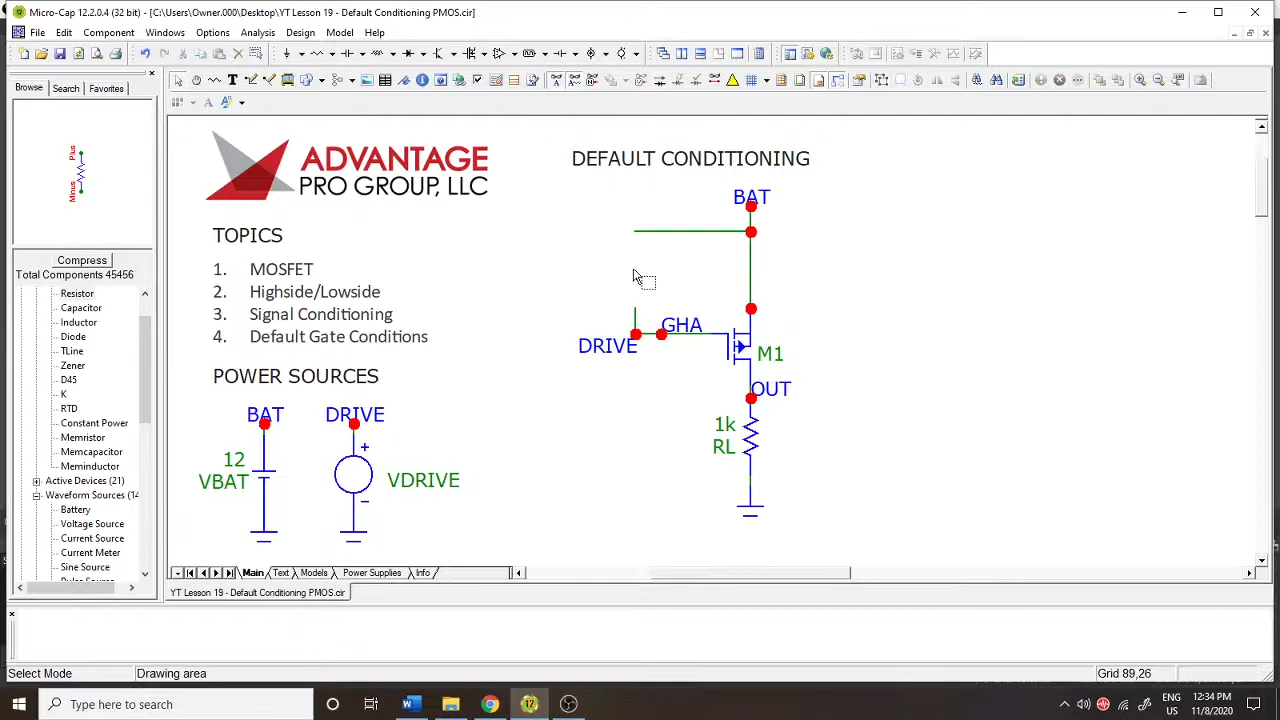 Micro-Cap 12.2.0.4 (32 bit) - [C:\Users\Owner.000\Desktop\YT Lesson 19 - Default Conditioning PMOS.cir]
File Edit Component Windows Options Analysis Design Model Help
Browse Search Favorites
Plus
Minus
Compress
Total Components 45456
Resistor
Capacitor
Inductor
Diode
TLine
Zener
D45
K
RTD
Constant Power
Memristor
Memcapacitor
Meminductor
Active Devices (21)
Waveform Sources (14
Battery
Voltage Source
Current Source
Current Meter
Sine Source
ADVANTAGE
PRO GROUP, LLC
TOPICS
1. MOSFET
2. Highside/Lowside
3. Signal Conditioning
4. Default Gate Conditions
POWER SOURCES
BAT
12
VBAT
DRIVE
+
VDRIVE
−
DEFAULT CONDITIONING
BAT
GHA
DRIVE
M1
OUT
1k
RL
Main Text Models Power Supplies Info
YT Lesson 19 - Default Conditioning PMOS.cir
Select Mode Drawing area Grid 89,26
Type here to search
ENG
US
12:34 PM
11/8/2020